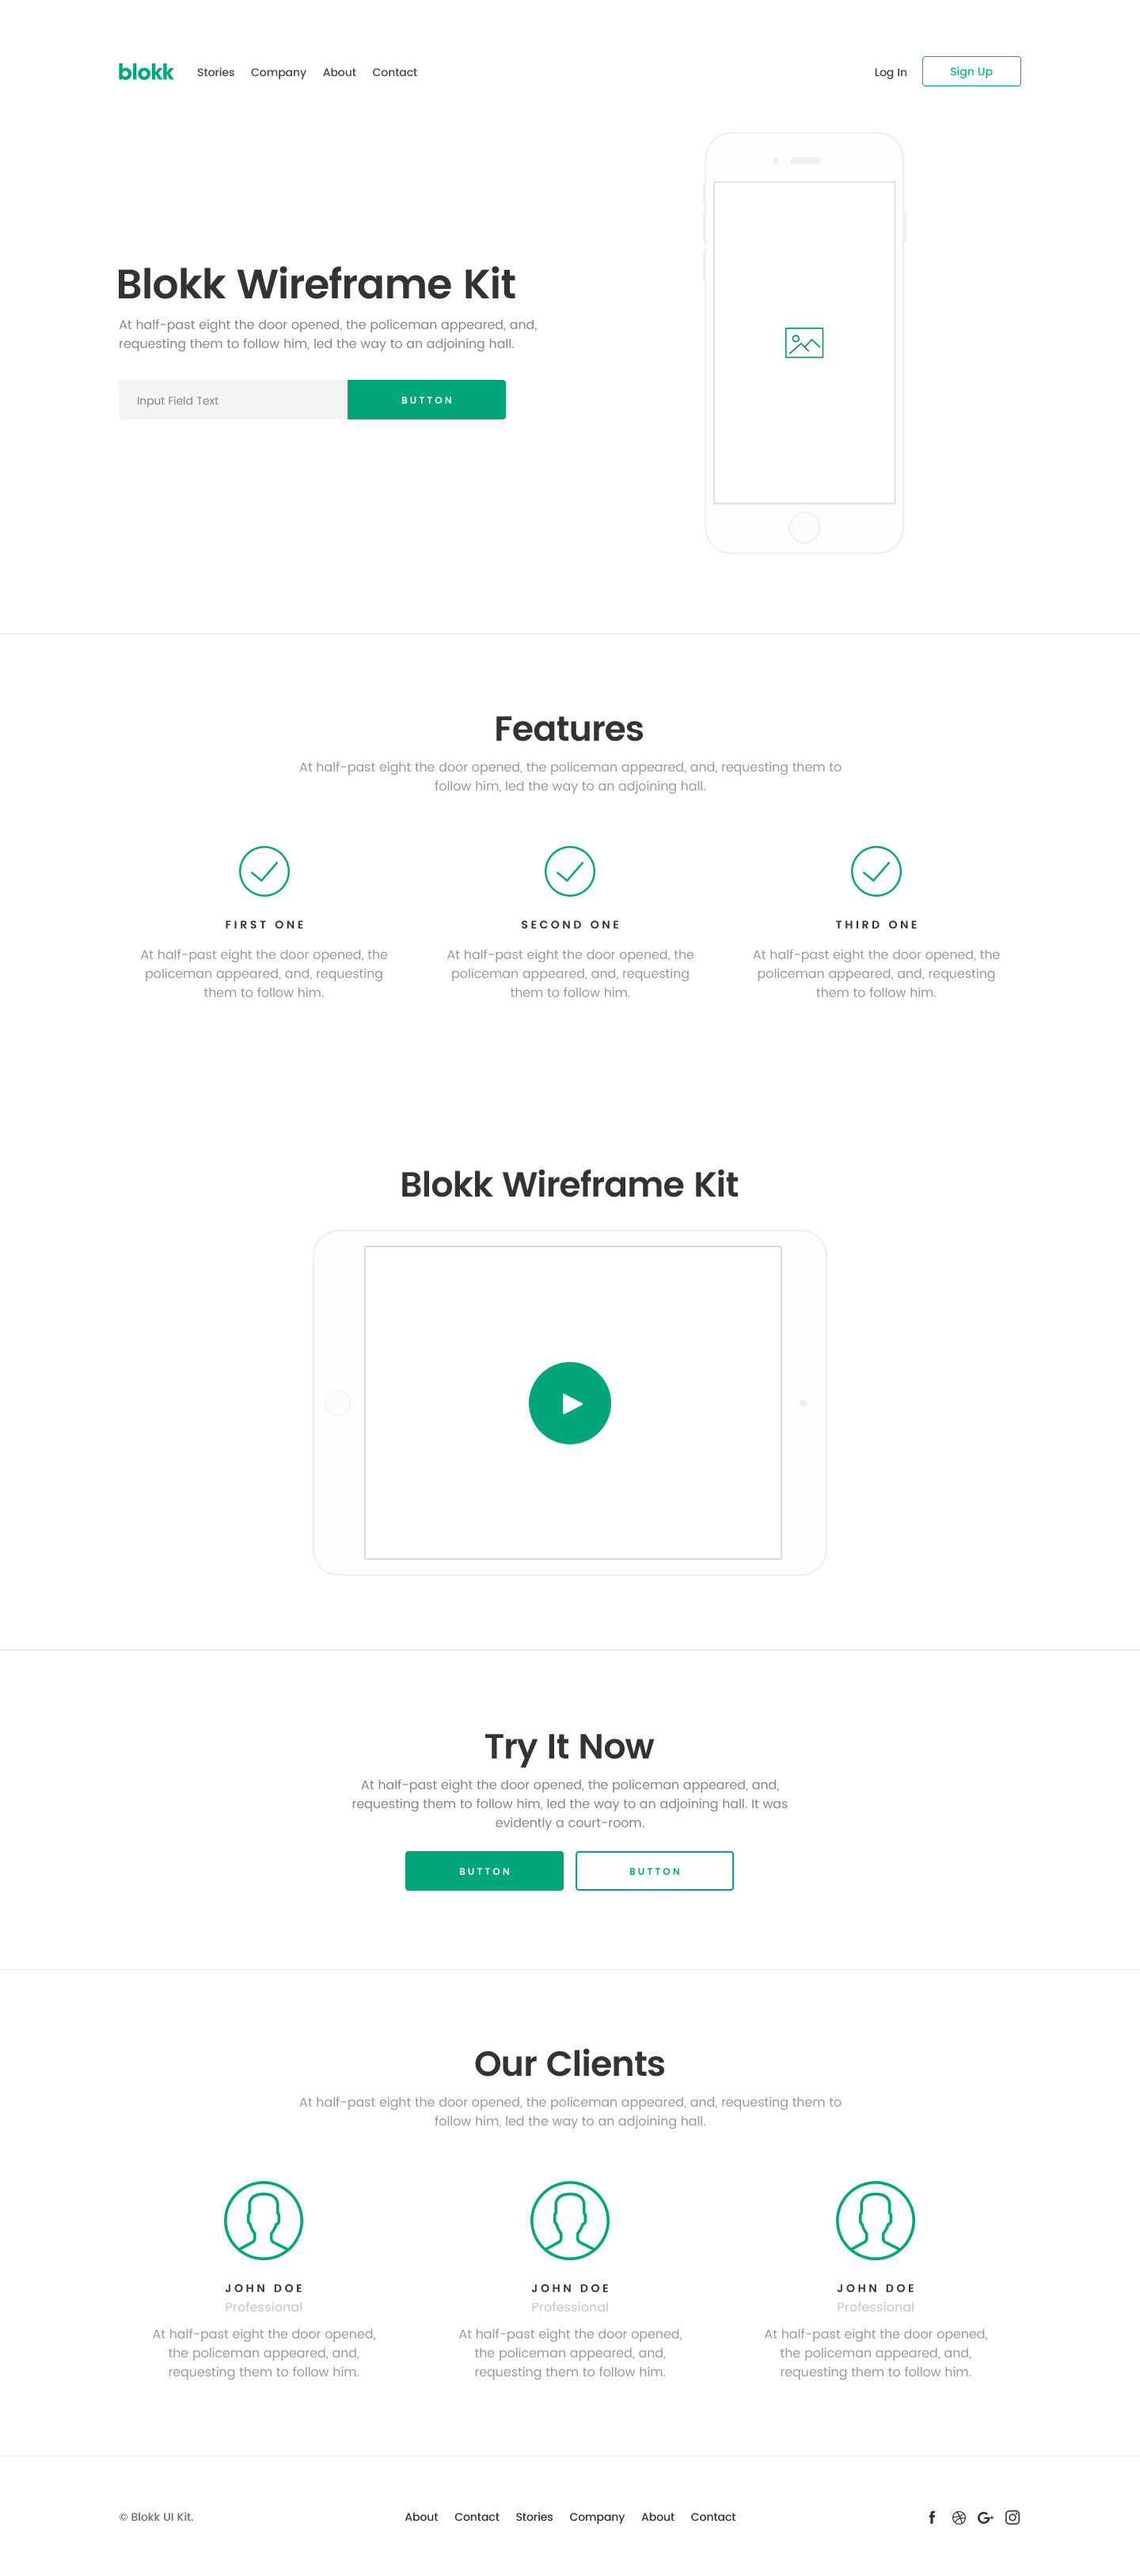 blokk Stories Company About Contact Log In Sign Up
Blokk Wireframe Kit
At half-past eight the door opened, the policeman appeared, and,
requesting them to follow him, led the way to an adjoining hall.
Input Field Text BUTTON
Features
At half-past eight the door opened, the policeman appeared, and, requesting them to
follow him, led the way to an adjoining hall.
FIRST ONE
At half-past eight the door opened, the
policeman appeared, and, requesting
them to follow him.
SECOND ONE
At half-past eight the door opened, the
policeman appeared, and, requesting
them to follow him.
THIRD ONE
At half-past eight the door opened, the
policeman appeared, and, requesting
them to follow him.
Blokk Wireframe Kit
Try It Now
At half-past eight the door opened, the policeman appeared, and,
requesting them to follow him, led the way to an adjoining hall. It was
evidently a court-room.
BUTTON BUTTON
Our Clients
At half-past eight the door opened, the policeman appeared, and, requesting them to
follow him, led the way to an adjoining hall.
JOHN DOE
Professional
At half-past eight the door opened,
the policeman appeared, and,
requesting them to follow him.
JOHN DOE
Professional
At half-past eight the door opened,
the policeman appeared, and,
requesting them to follow him.
JOHN DOE
Professional
At half-past eight the door opened,
the policeman appeared, and,
requesting them to follow him.
© Blokk UI Kit. About Contact Stories Company About Contact